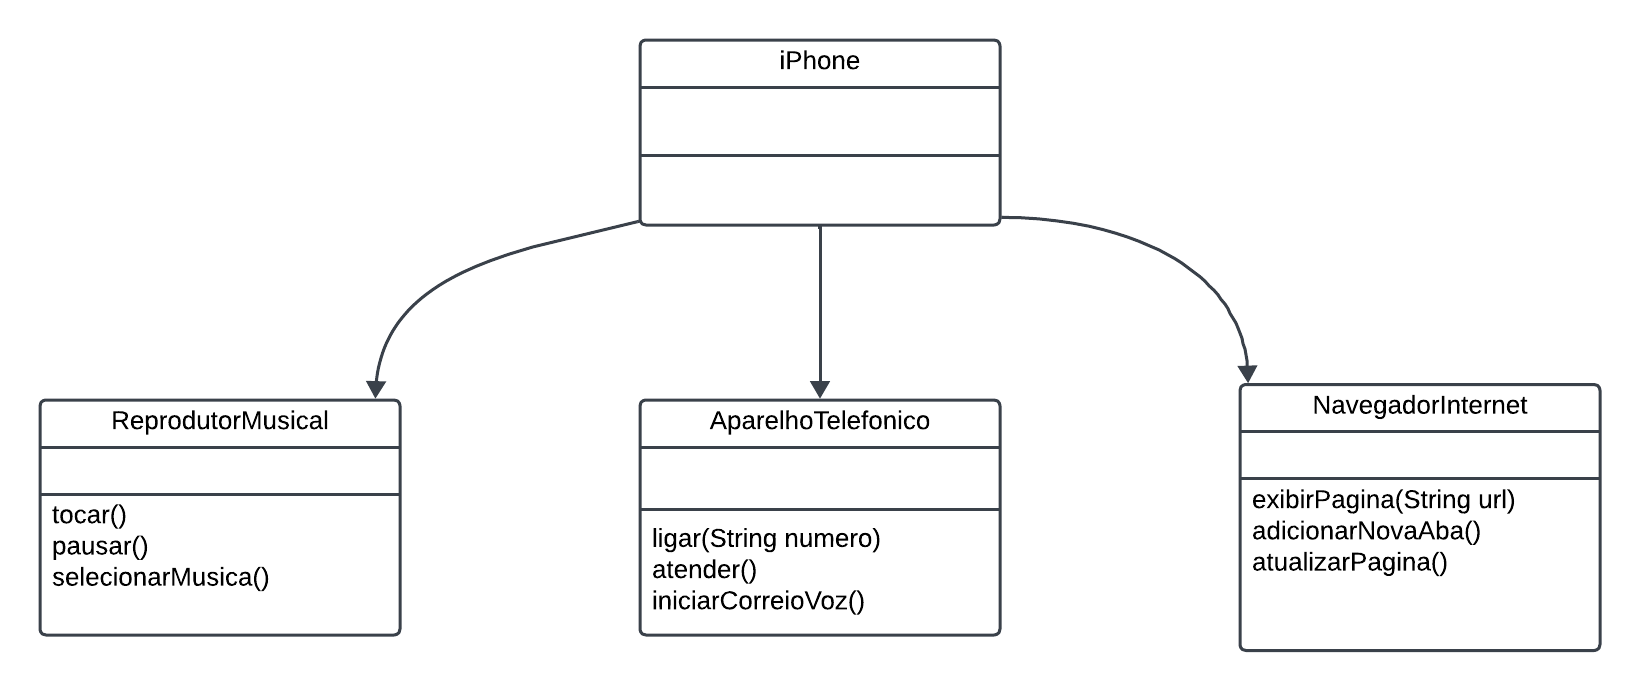 iPhone
ReprodutorMusical
tocar()
pausar()
selecionarMusica()
AparelhoTelefonico
ligar(String numero)
atender()
iniciarCorreioVoz()
NavegadorInternet
exibirPagina(String url)
adicionarNovaAba()
atualizarPagina()